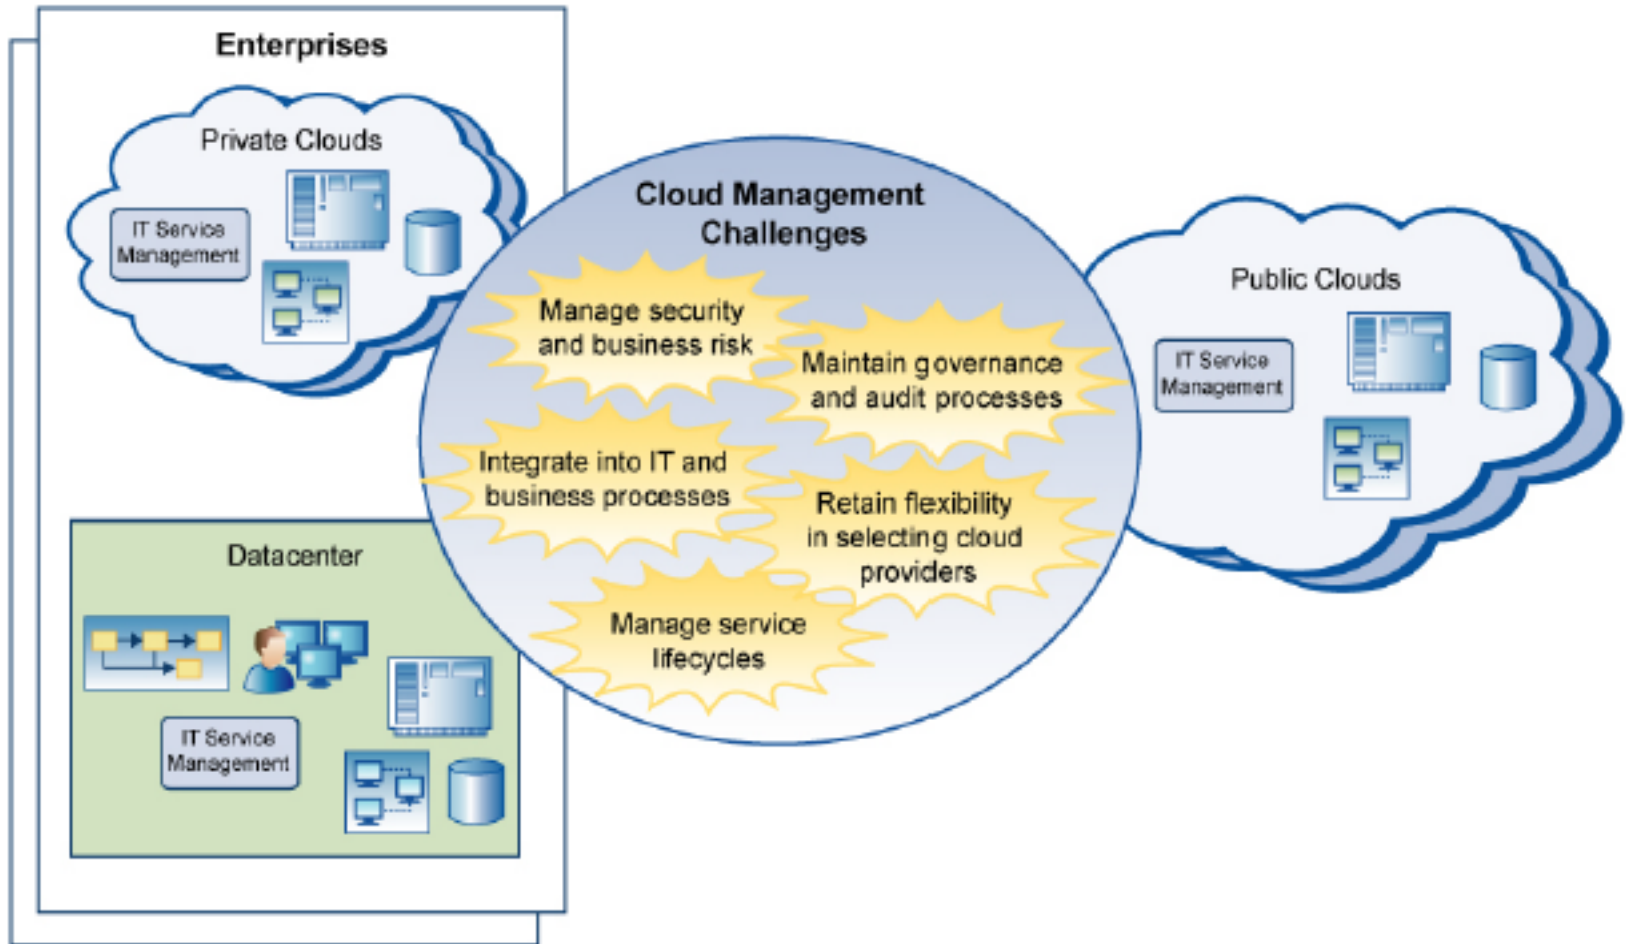 Enterprises
Private Clouds
IT Service
Management
Cloud Management
Challenges
Manage security
and business risk
Maintain governance
and audit processes
Integrate into IT and
business processes
Retain flexibility
in selecting cloud
providers
Manage service
lifecycles
Public Clouds
IT Service
Management
Datacenter
IT Service
Management